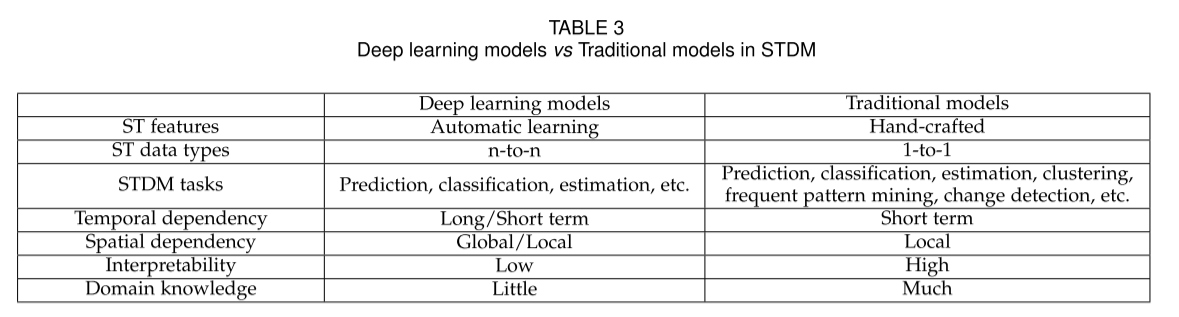 TABLE 3
Deep learning models vs Traditional models in STDM
Deep learning models Traditional models
ST features Automatic learning Hand-crafted
ST data types n-to-n 1-to-1
STDM tasks Prediction, classification, estimation, etc. Prediction, classification, estimation, clustering,
frequent pattern mining, change detection, etc.
Temporal dependency Long/Short term Short term
Spatial dependency Global/Local Local
Interpretability Low High
Domain knowledge Little Much